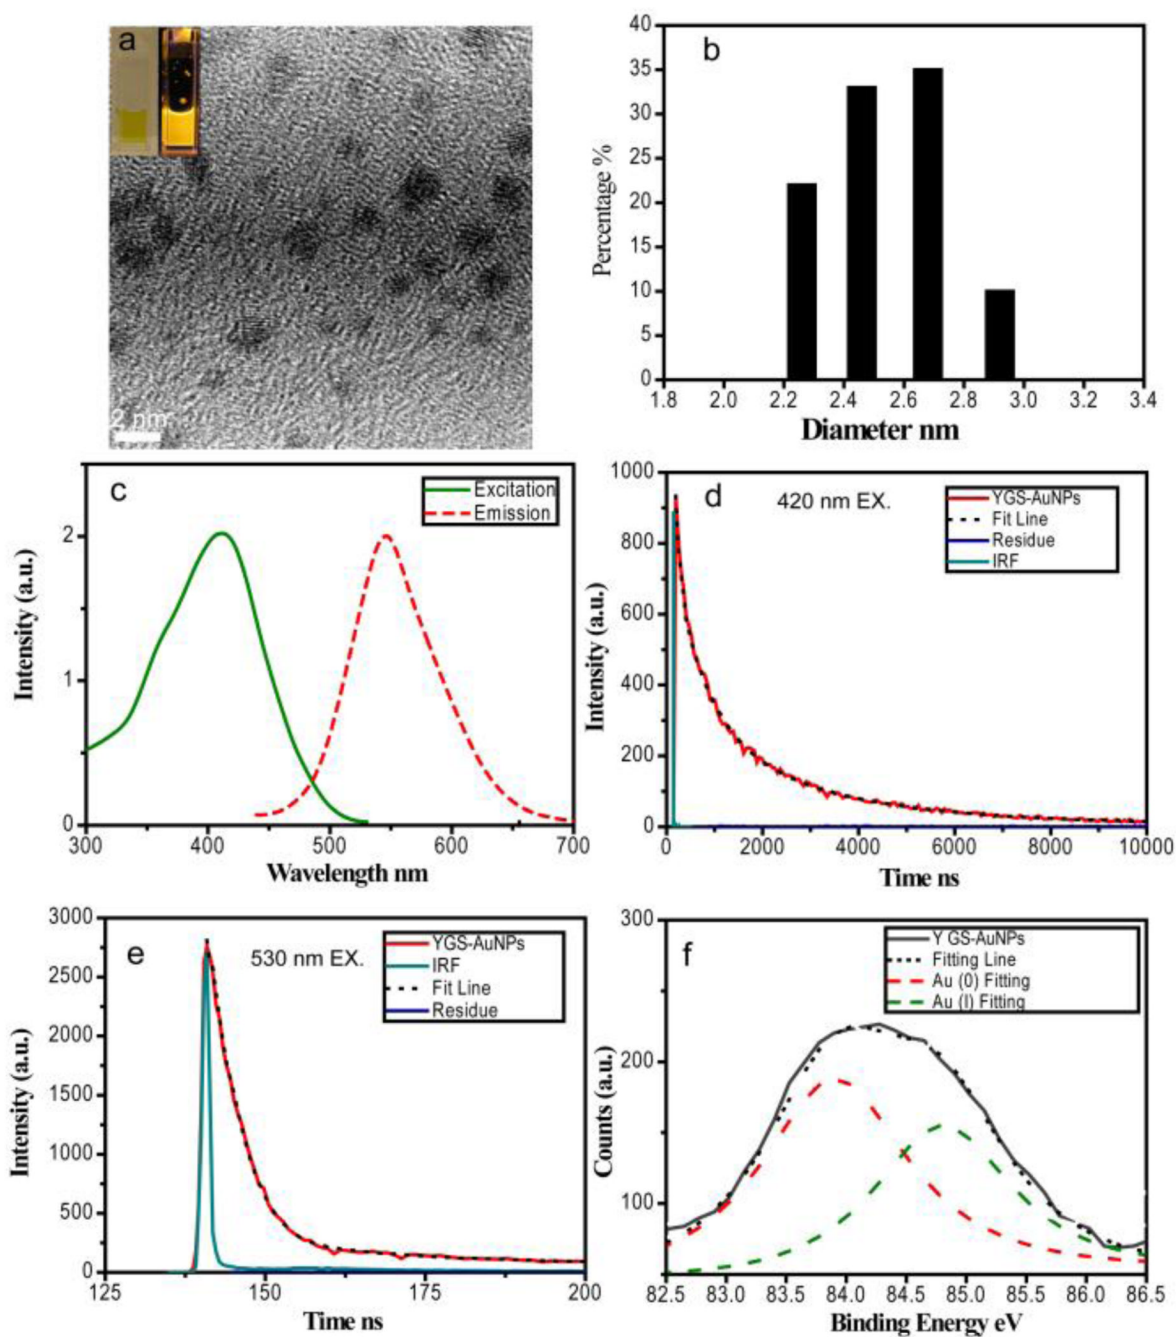 a
2 nm
b
40
35
30
25
20
15
10
5
0
Percentage %
1.8 2.0 2.2 2.4 2.6 2.8 3.0 3.2 3.4
Diameter nm
c
Excitation
Emission
2
1
0
Intensity (a.u.)
300 400 500 600 700
Wavelength nm
d
420 nm EX.
YGS-AuNPs
Fit Line
Residue
IRF
1000
800
600
400
200
0
Intensity (a.u.)
0 2000 4000 6000 8000 10000
Time ns
e
530 nm EX.
YGS-AuNPs
IRF
Fit Line
Residue
3000
2500
2000
1500
1000
500
0
Intensity (a.u.)
125 150 175 200
Time ns
f
Y GS-AuNPs
Fitting Line
Au (0) Fitting
Au (I) Fitting
300
200
100
Counts (a.u.)
82.5 83.0 83.5 84.0 84.5 85.0 85.5 86.0 86.5
Binding Energy eV